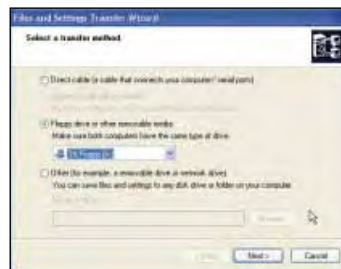 Files and Settings Transfer Wizard
Select a transfer method.
Direct cable (a cable that connects your computers' serial ports)
Floppy drive or other removable media
Make sure both computers have the same type of drive.
Other (for example, a removable drive or network drive)
You can save files and settings to any disk drive or folder on your computer.
Next >
Cancel